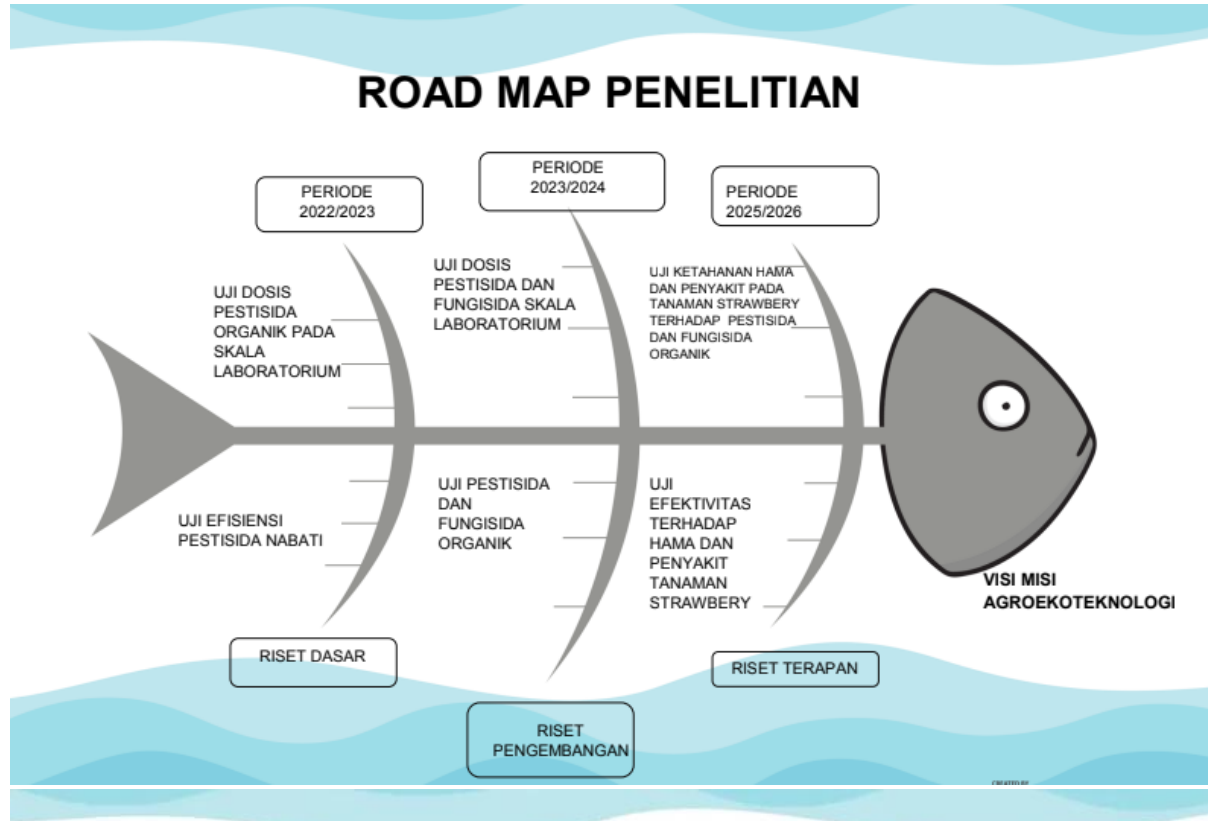 ROAD MAP PENELITIAN
PERIODE
2022/2023
PERIODE
2023/2024
PERIODE
2025/2026
UJI DOSIS
PESTISIDA
ORGANIK PADA
SKALA
LABORATORIUM
UJI DOSIS
PESTISIDA DAN
FUNGISIDA SKALA
LABORATORIUM
UJI KETAHANAN HAMA
DAN PENYAKIT PADA
TANAMAN STRAWBERY
TERHADAP PESTISIDA
DAN FUNGISIDA
ORGANIK
UJI EFISIENSI
PESTISIDA NABATI
UJI PESTISIDA
DAN
FUNGISIDA
ORGANIK
UJI
EFEKTIVITAS
TERHADAP
HAMA DAN
PENYAKIT
TANAMAN
STRAWBERY
VISI MISI
AGROEKOTEKNOLOGI
RISET DASAR
RISET
PENGEMBANGAN
RISET TERAPAN